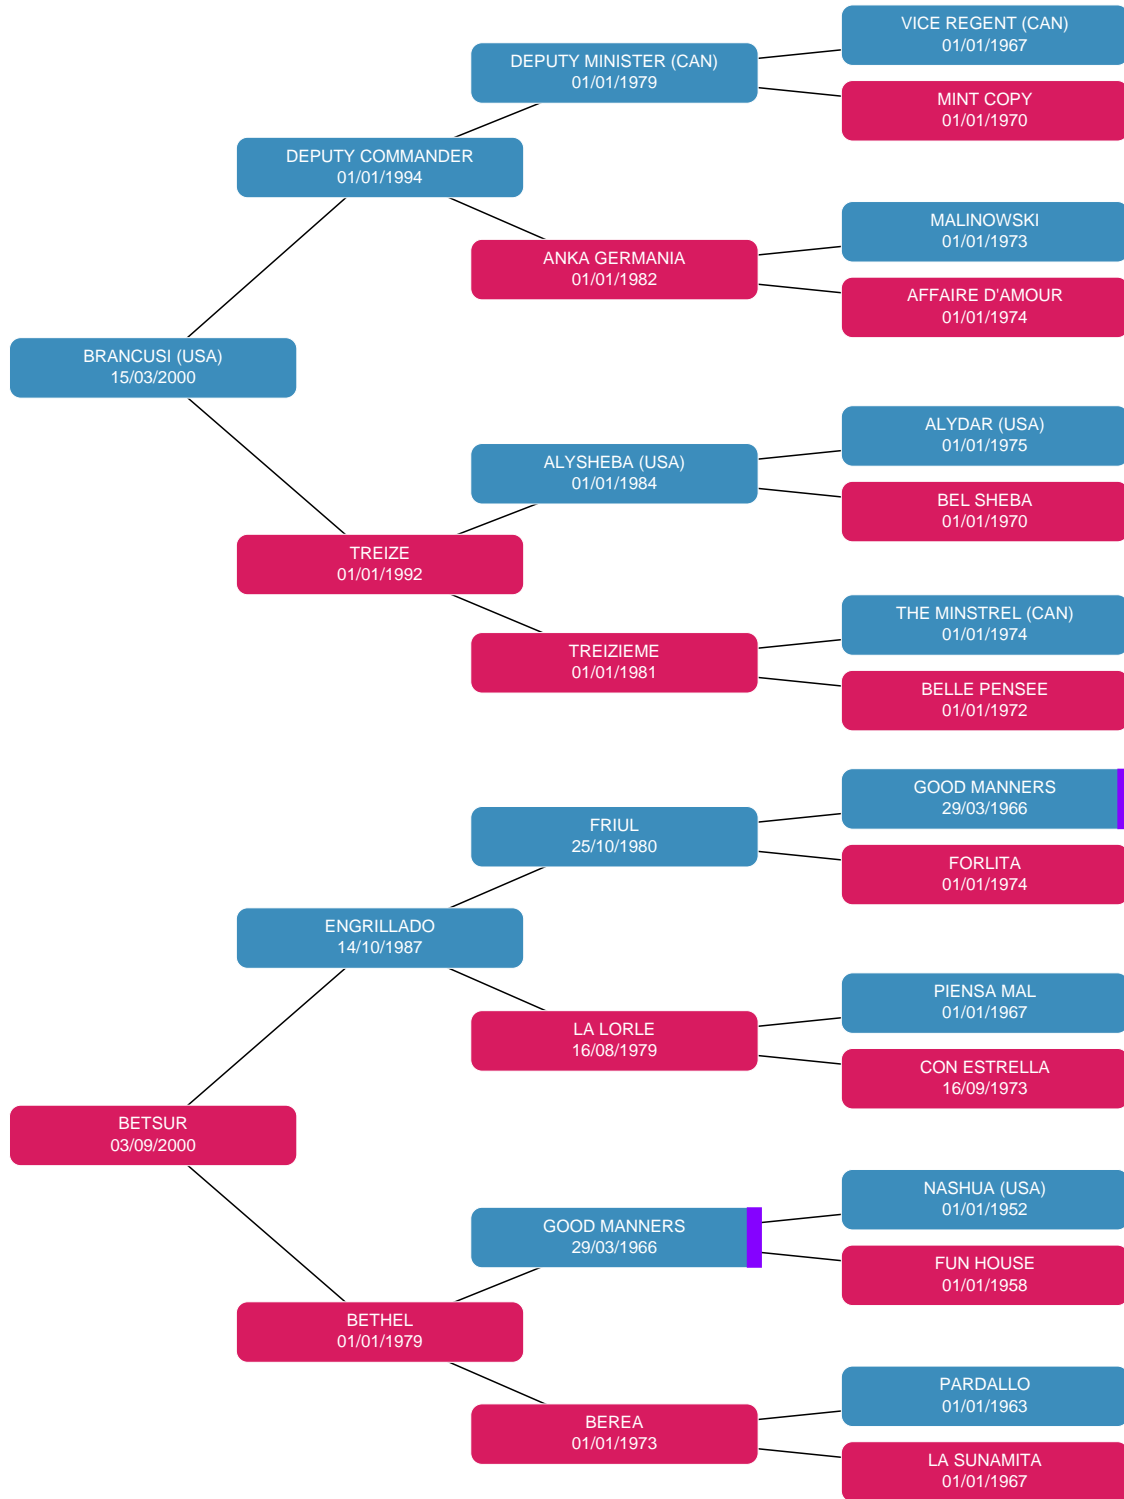 VICE REGENT (CAN)
01/01/1967
DEPUTY MINISTER (CAN)
01/01/1979
MINT COPY
01/01/1970
DEPUTY COMMANDER
01/01/1994
MALINOWSKI
01/01/1973
ANKA GERMANIA
01/01/1982
AFFAIRE D'AMOUR
01/01/1974
BRANCUSI (USA)
15/03/2000
ALYDAR (USA)
01/01/1975
ALYSHEBA (USA)
01/01/1984
BEL SHEBA
01/01/1970
TREIZE
01/01/1992
THE MINSTREL (CAN)
01/01/1974
TREIZIEME
01/01/1981
BELLE PENSEE
01/01/1972
GOOD MANNERS
29/03/1966
FRIUL
25/10/1980
FORLITA
01/01/1974
ENGRILLADO
14/10/1987
PIENSA MAL
01/01/1967
LA LORLE
16/08/1979
CON ESTRELLA
16/09/1973
BETSUR
03/09/2000
NASHUA (USA)
01/01/1952
GOOD MANNERS
29/03/1966
FUN HOUSE
01/01/1958
BETHEL
01/01/1979
PARDALLO
01/01/1963
BEREA
01/01/1973
LA SUNAMITA
01/01/1967